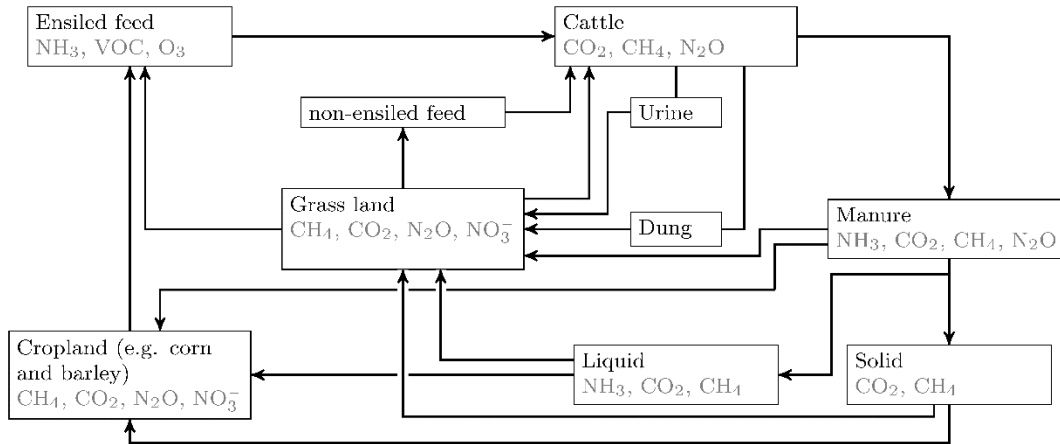 Ensiled feed
NH₃, VOC, O₃
Cattle
CO₂, CH₄, N₂O
non-ensiled feed
Urine
Grass land
CH₄, CO₂, N₂O, NO₃⁻
Dung
Manure
NH₃, CO₂, CH₄, N₂O
Cropland (e.g. corn
and barley)
CH₄, CO₂, N₂O, NO₃⁻
Liquid
NH₃, CO₂, CH₄
Solid
CO₂, CH₄